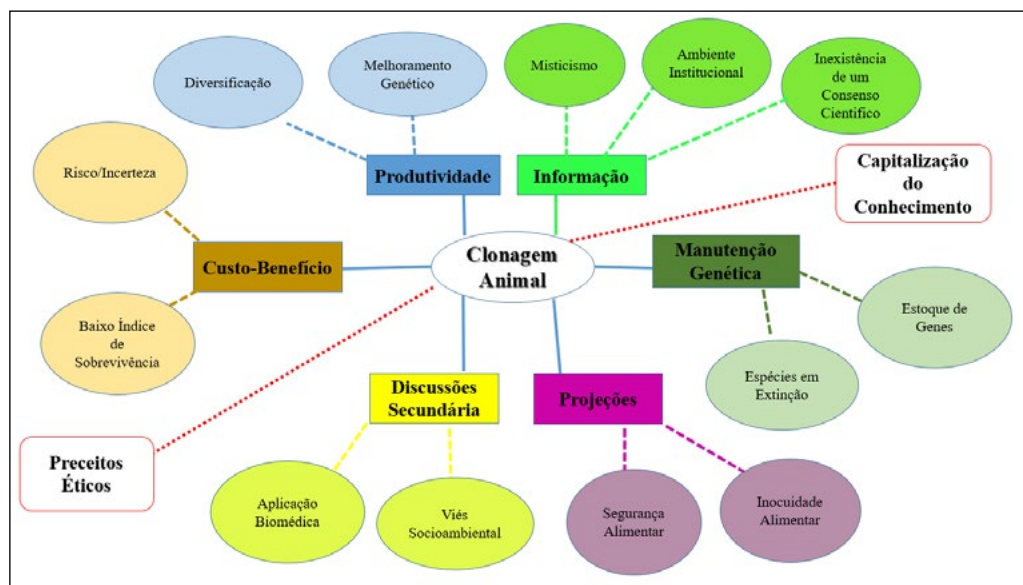 Diversificação
Melhoramento
Genético
Misticismo
Ambiente
Institucional
Inexistência
de um
Consenso
Cientifico
Risco/Incerteza
Produtividade
Informação
Capitalização
do
Conhecimento
Custo-Benefício
Clonagem
Animal
Manutenção
Genética
Baixo Índice
de
Sobrevivência
Estoque de
Genes
Espécies em
Extinção
Discussões
Secundária
Projeções
Preceitos
Éticos
Aplicação
Biomédica
Viés
Socioambiental
Segurança
Alimentar
Inocuidade
Alimentar